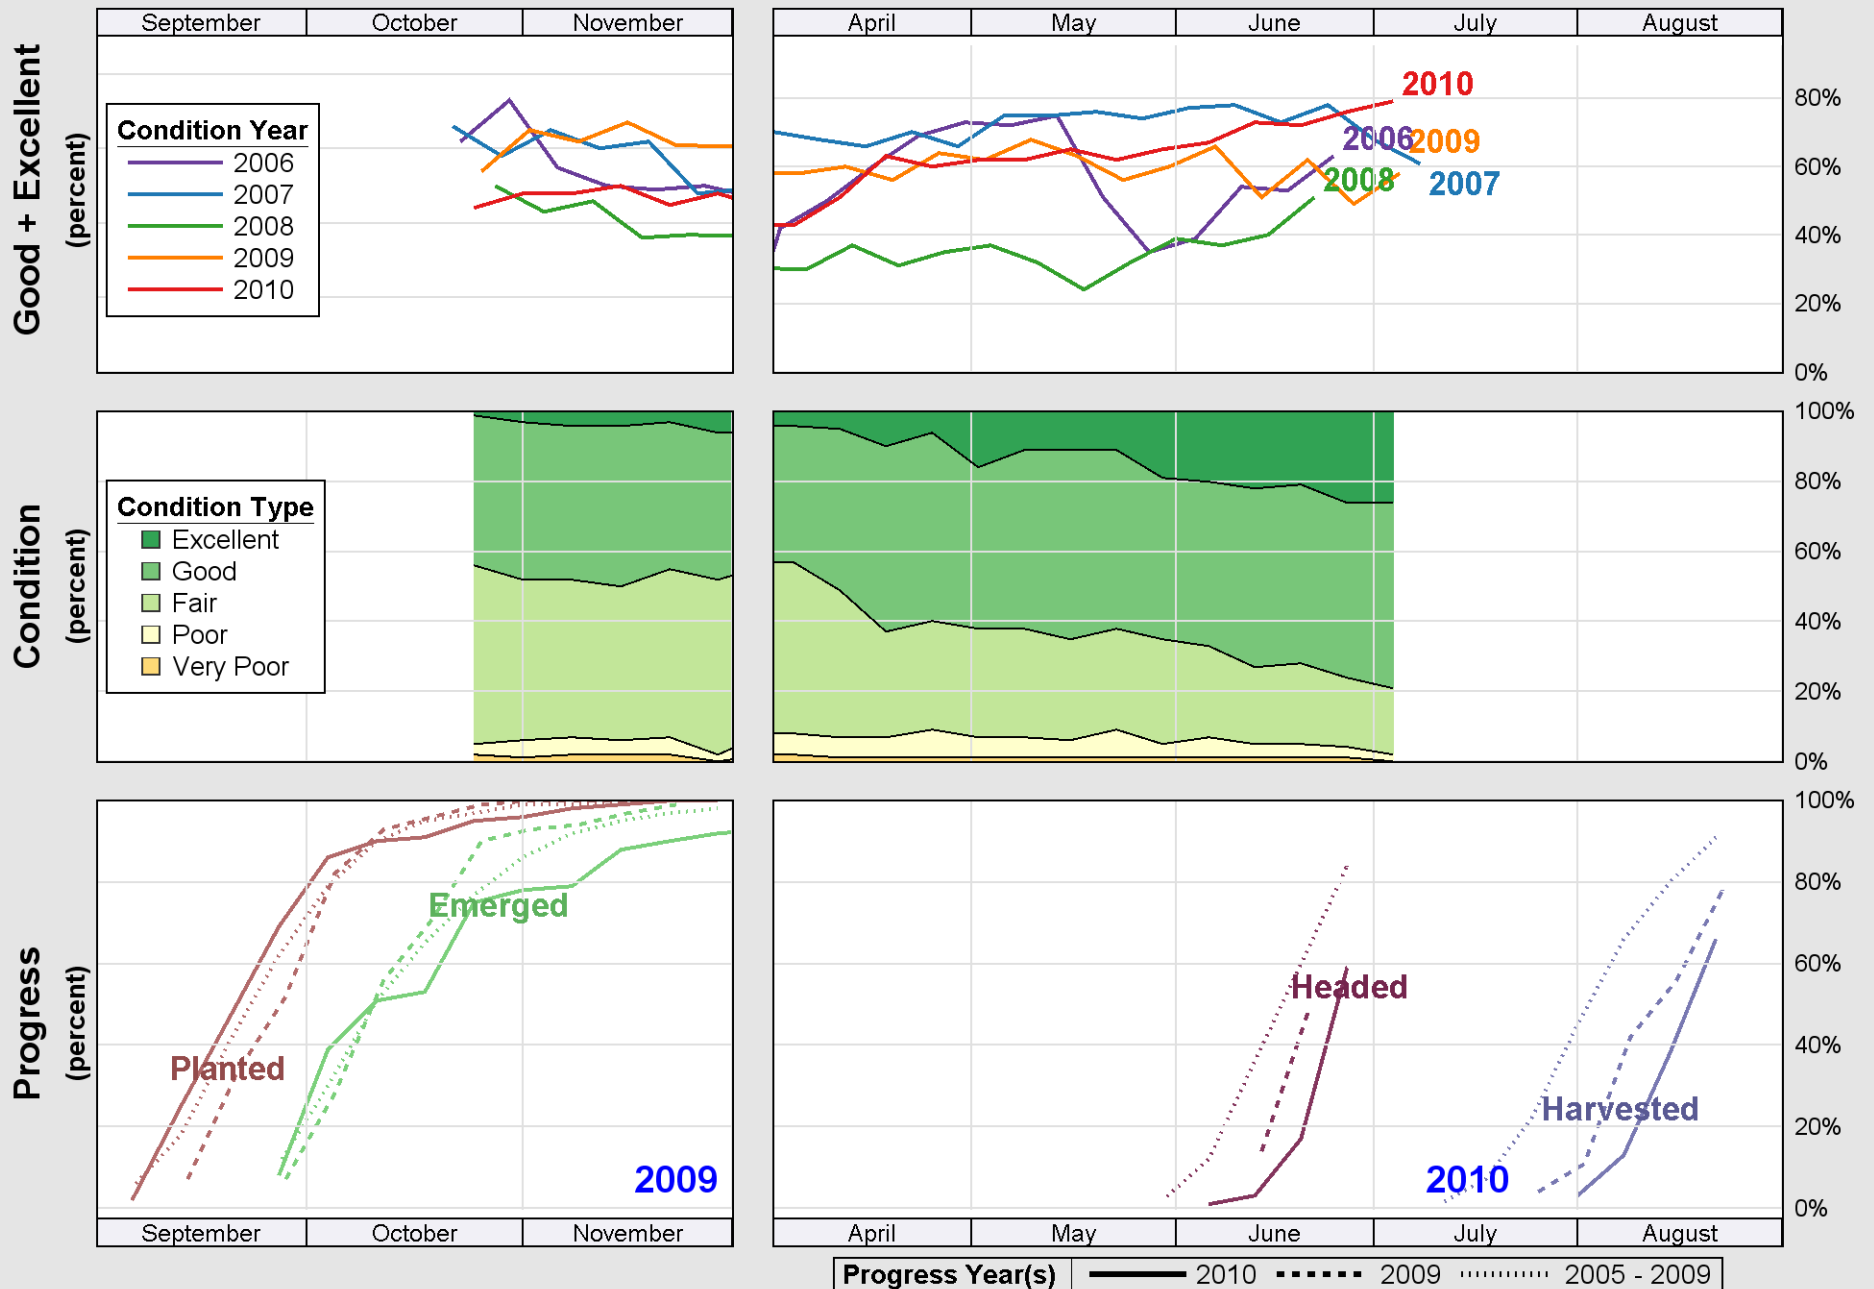 September October November April May June July August
Good + Excellent
(percent)
Condition Year
2006
2007
2008
2009
2010
2010
2006
2009
2008
2007
80%
60%
40%
20%
0%
Condition
(percent)
Condition Type
Excellent
Good
Fair
Poor
Very Poor
100%
80%
60%
40%
20%
0%
Progress
(percent)
Planted
Emerged
2009
Headed
Harvested
2010
100%
80%
60%
40%
20%
0%
September October November April May June July August
Progress Year(s) 2010 2009 2005 - 2009